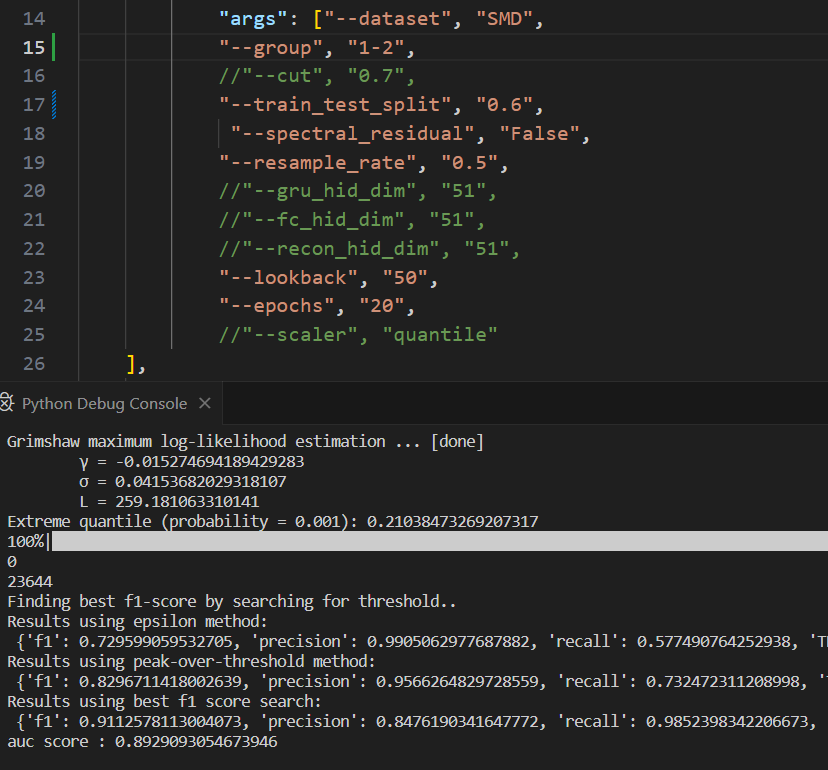 14 "args": ["--dataset", "SMD",
15 "--group", "1-2",
16 //"--cut", "0.7",
17 "--train_test_split", "0.6",
18 "--spectral_residual", "False",
19 "--resample_rate", "0.5",
20 //"--gru_hid_dim", "51",
21 //"--fc_hid_dim", "51",
22 //"--recon_hid_dim", "51",
23 "--lookback", "50",
24 "--epochs", "20",
25 //"--scaler", "quantile"
26 ],
Python Debug Console
Grimshaw maximum log-likelihood estimation ... [done]
γ = -0.015274694189429283
σ = 0.04153682029318107
L = 259.181063310141
Extreme quantile (probability = 0.001): 0.21038473269207317
100%|
0
23644
Finding best f1-score by searching for threshold..
Results using epsilon method:
{'f1': 0.729599059532705, 'precision': 0.9905062977687882, 'recall': 0.577490764252938, 'T
Results using peak-over-threshold method:
{'f1': 0.8296711418002639, 'precision': 0.9566264829728559, 'recall': 0.732472311208998, '
Results using best f1 score search:
{'f1': 0.9112578113004073, 'precision': 0.8476190341647772, 'recall': 0.9852398342206673,
auc score : 0.8929093054673946